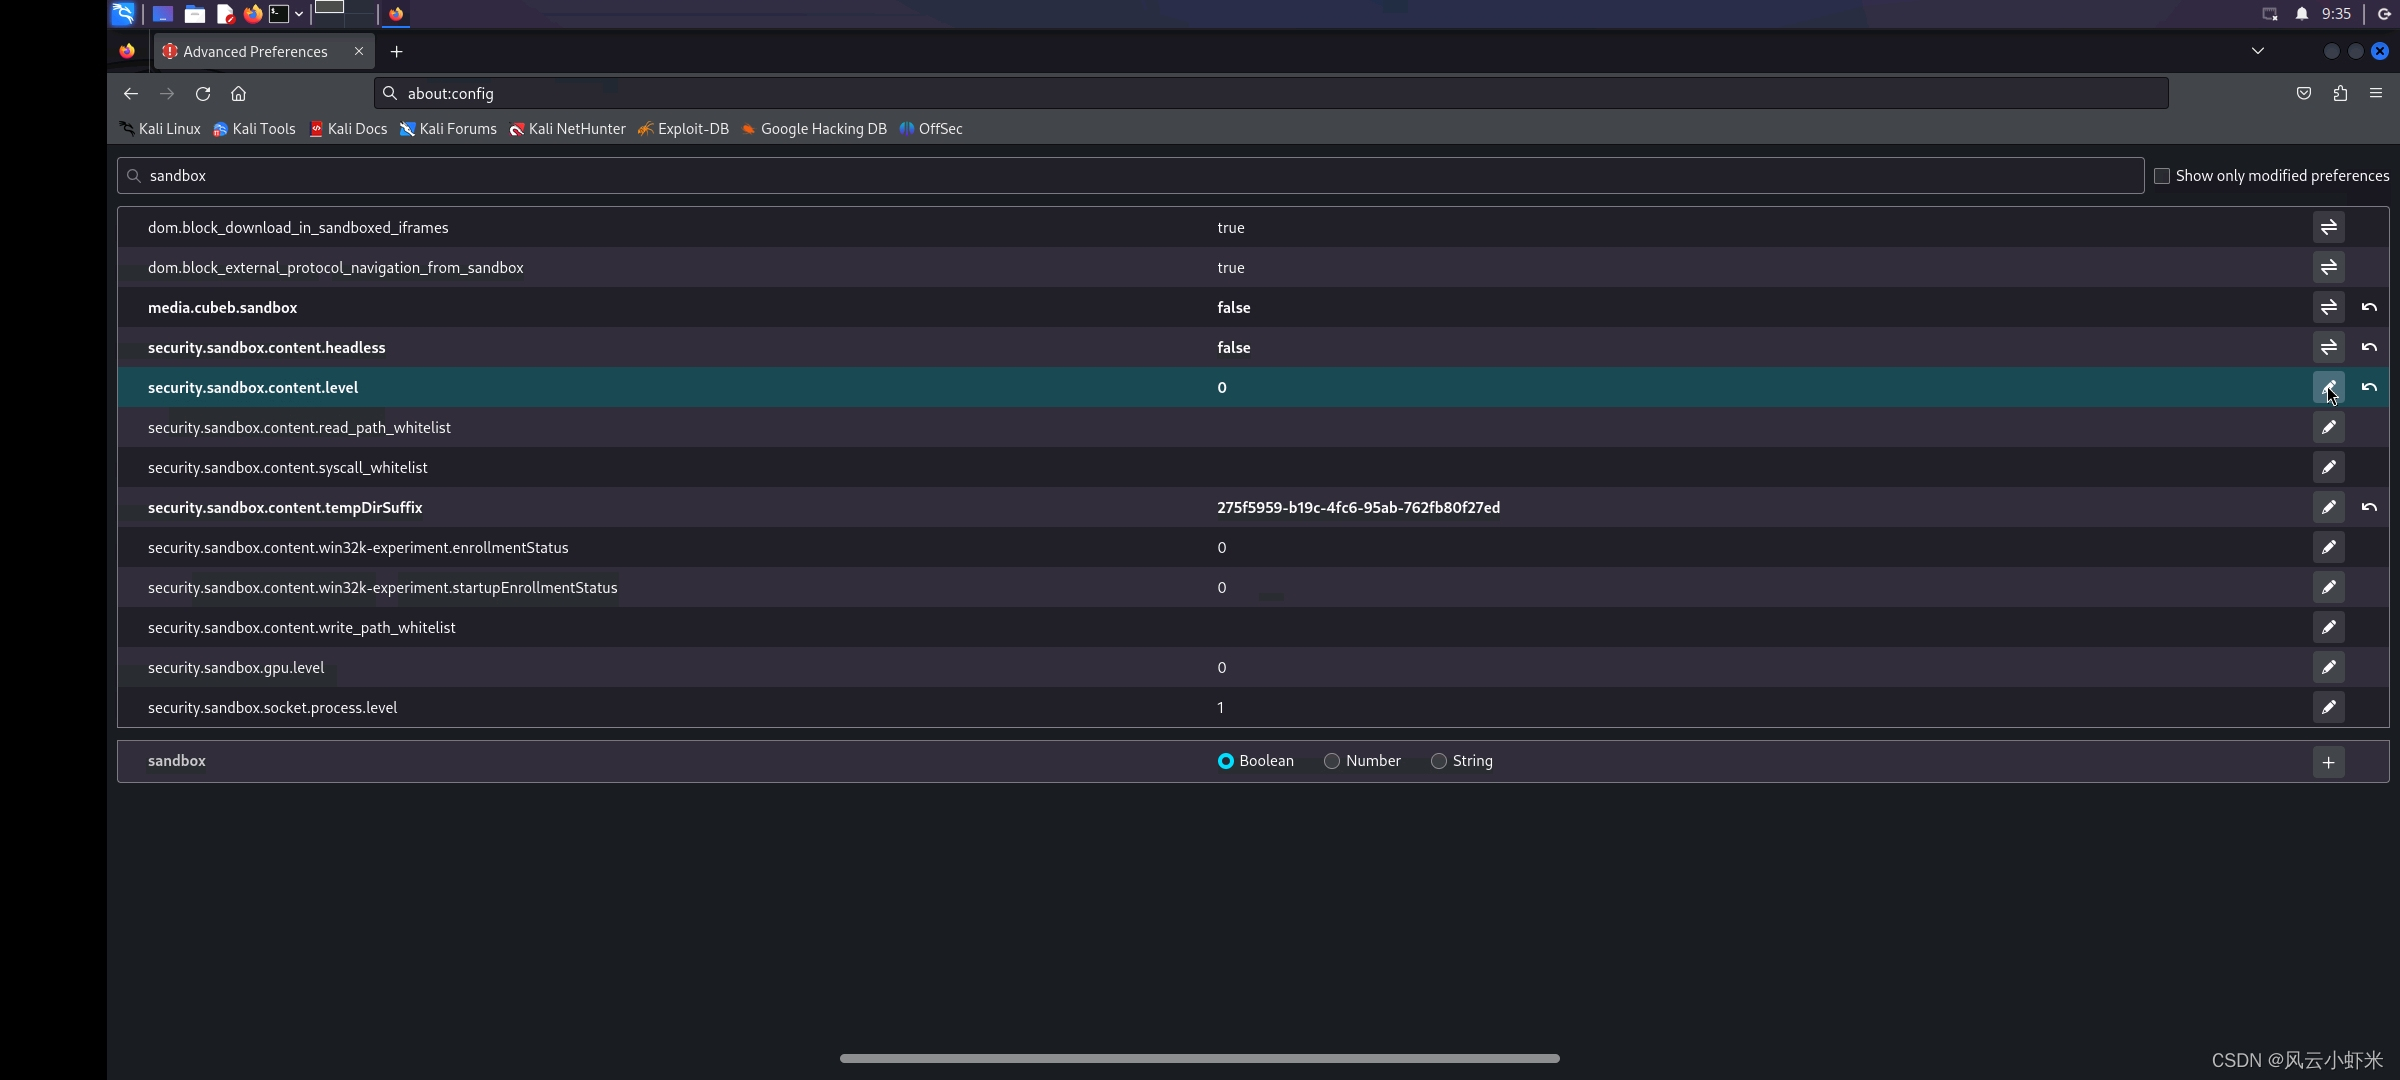 9:35
Advanced Preferences
about:config
Kali Linux Kali Tools Kali Docs Kali Forums Kali NetHunter Exploit-DB Google Hacking DB OffSec
sandbox Show only modified preferences
dom.block_download_in_sandboxed_iframes true
dom.block_external_protocol_navigation_from_sandbox true
media.cubeb.sandbox false
security.sandbox.content.headless false
security.sandbox.content.level 0
security.sandbox.content.read_path_whitelist
security.sandbox.content.syscall_whitelist
security.sandbox.content.tempDirSuffix 275f5959-b19c-4fc6-95ab-762fb80f27ed
security.sandbox.content.win32k-experiment.enrollmentStatus 0
security.sandbox.content.win32k-experiment.startupEnrollmentStatus 0
security.sandbox.content.write_path_whitelist
security.sandbox.gpu.level 0
security.sandbox.socket.process.level 1
sandbox Boolean Number String
CSDN @风云小虾米